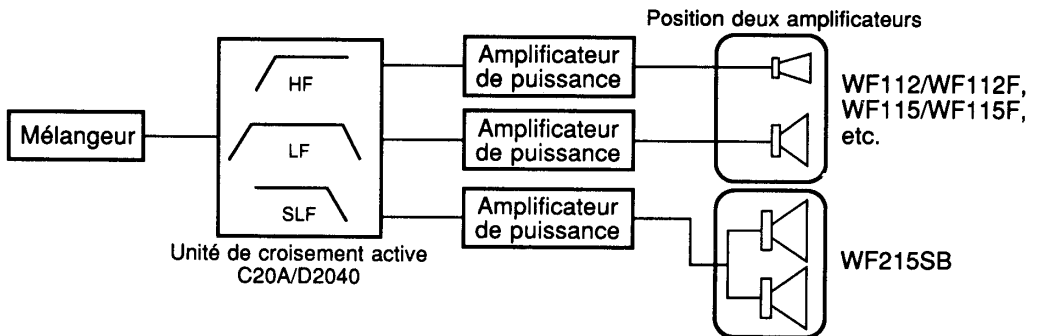 Position deux amplificateurs
Mélangeur
HF
LF
SLF
Unité de croisement active
C20A/D2040
Amplificateur
de puissance
Amplificateur
de puissance
Amplificateur
de puissance
WF112/WF112F,
WF115/WF115F,
etc.
WF215SB